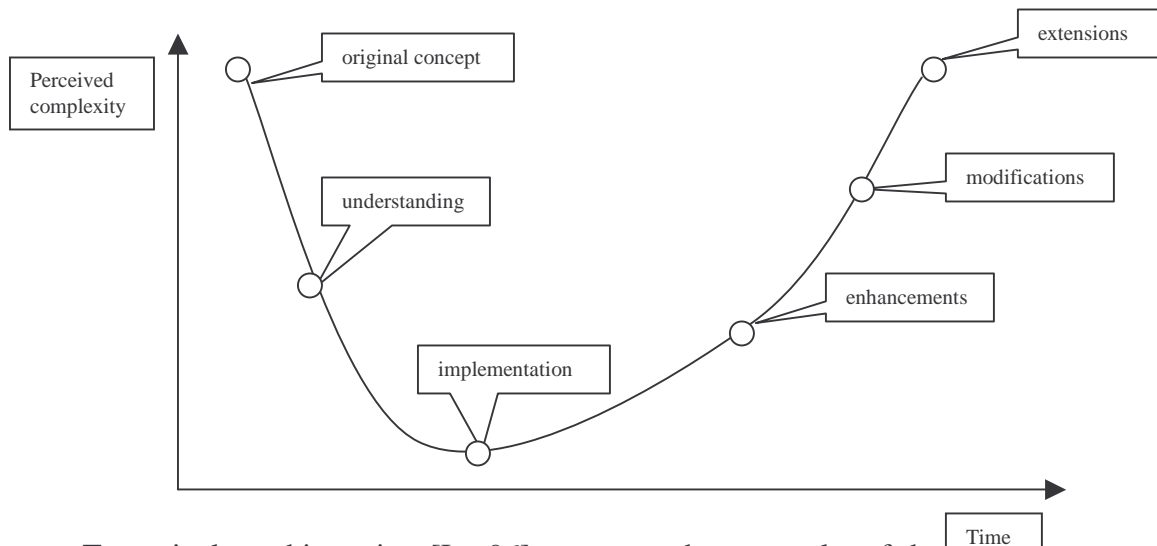 original concept
extensions
Perceived
complexity
modifications
understanding
enhancements
implementation
Time